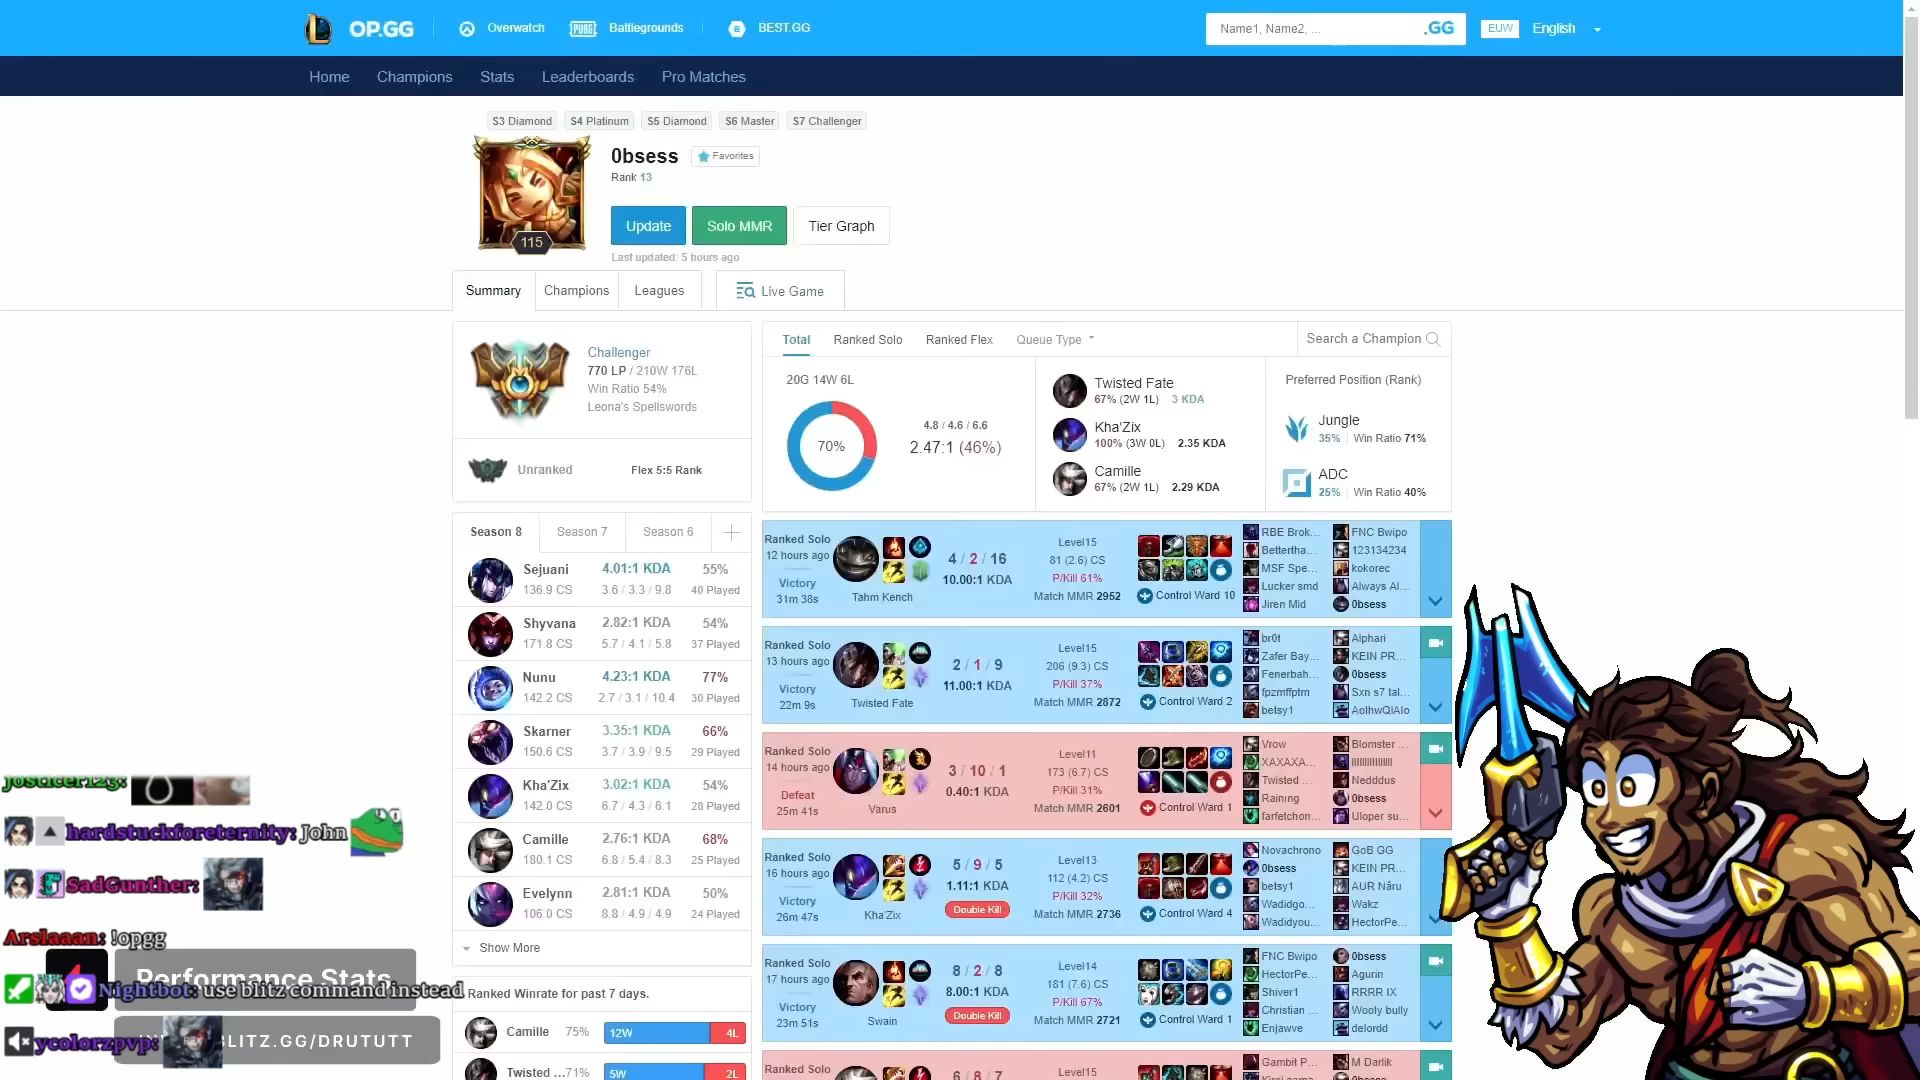 OP.GG
Overwatch
PUBG
Battlegrounds
BEST.GG
Name1, Name2, ...
.GG
EUW
English
Home
Champions
Stats
Leaderboards
Pro Matches
S3 Diamond
S4 Platinum
S5 Diamond
S6 Master
S7 Challenger
0bsess
Favorites
Rank 13
115
Update
Solo MMR
Tier Graph
Last updated: 5 hours ago
Summary
Champions
Leagues
Live Game
Challenger
770 LP / 210W 176L
Win Ratio 54%
Leona's Spellswords
Unranked
Flex 5:5 Rank
Total
Ranked Solo
Ranked Flex
Queue Type
Search a Champion
20G 14W 6L
70%
4.8 / 4.6 / 6.6
2.47:1 (46%)
Twisted Fate
67% (2W 1L) 3 KDA
Kha'Zix
100% (3W 0L) 2.35 KDA
Camille
67% (2W 1L) 2.29 KDA
Preferred Position (Rank)
Jungle
35% Win Ratio 71%
ADC
25% Win Ratio 40%
Season 8
Season 7
Season 6
Sejuani 4.01:1 KDA 55%
136.9 CS 3.6 / 3.3 / 9.8 40 Played
Shyvana 2.82:1 KDA 54%
171.8 CS 5.7 / 4.1 / 5.8 37 Played
Nunu 4.23:1 KDA 77%
142.2 CS 2.7 / 3.1 / 10.4 30 Played
Skarner 3.35:1 KDA 66%
150.6 CS 3.7 / 3.9 / 9.5 29 Played
Kha'Zix 3.02:1 KDA 54%
142.0 CS 6.7 / 4.3 / 6.1 28 Played
Camille 2.76:1 KDA 68%
180.1 CS 6.8 / 5.4 / 8.3 25 Played
Evelynn 2.81:1 KDA 50%
106.0 CS 8.8 / 4.9 / 4.9 24 Played
Show More
Ranked Winrate for past 7 days.
Camille 75% 12W 4L
Twisted ... 71% 5W 2L
Ranked Solo
12 hours ago
Victory
31m 38s
Tahm Kench
4 / 2 / 16
10.00:1 KDA
Level15
81 (2.6) CS
P/Kill 61%
Match MMR 2952
Control Ward 10
RBE Brok...
Bettertha...
MSF Spe...
Lucker smd
Jiren Mid
FNC Bwipo
123134234
kokorec
Always Al...
0bsess
Ranked Solo
13 hours ago
Victory
22m 9s
Twisted Fate
2 / 1 / 9
11.00:1 KDA
Level15
206 (9.3) CS
P/Kill 37%
Match MMR 2872
Control Ward 2
br0t
Zafer Bay...
Fenerbah...
fpzmffptm
betsy1
Alphari
KEIN PR...
0bsess
Sxn s7 tal...
AolhwQlAlo
Ranked Solo
14 hours ago
Defeat
25m 41s
Varus
3 / 10 / 1
0.40:1 KDA
Level11
173 (6.7) CS
P/Kill 31%
Match MMR 2601
Control Ward 1
Vrow
XAXAXA...
Twisted ...
Raining
farfetchon...
Blomster ...
Nedddus
0bsess
Uloper su...
Ranked Solo
16 hours ago
Victory
26m 47s
Kha'Zix
5 / 9 / 5
1.11:1 KDA
Double Kill
Level13
112 (4.2) CS
P/Kill 32%
Match MMR 2736
Control Ward 4
Novachrono
0bsess
betsy1
Wadidgo...
Wadidyou...
GoB GG
KEIN PR...
AUR Nâru
Wakz
HectorPe...
Ranked Solo
17 hours ago
Victory
23m 51s
Swain
8 / 2 / 8
8.00:1 KDA
Double Kill
Level14
181 (7.6) CS
P/Kill 67%
Match MMR 2721
Control Ward 1
FNC Bwipo
HectorPe...
Shiver1
Christian ...
Enjawve
0bsess
Agurin
RRRR IX
Wooly bully
delordd
Ranked Solo
6 / 8 / 7
Level15
Gambit P...
M Darlik
josticer123:
hardstuckforeternity: John
SadGunther:
Arslaaan: !opgg
Performance Stats
Nightbot: use blitz command instead
ycolorzpvp:
LITZ.GG/DRUTUTT